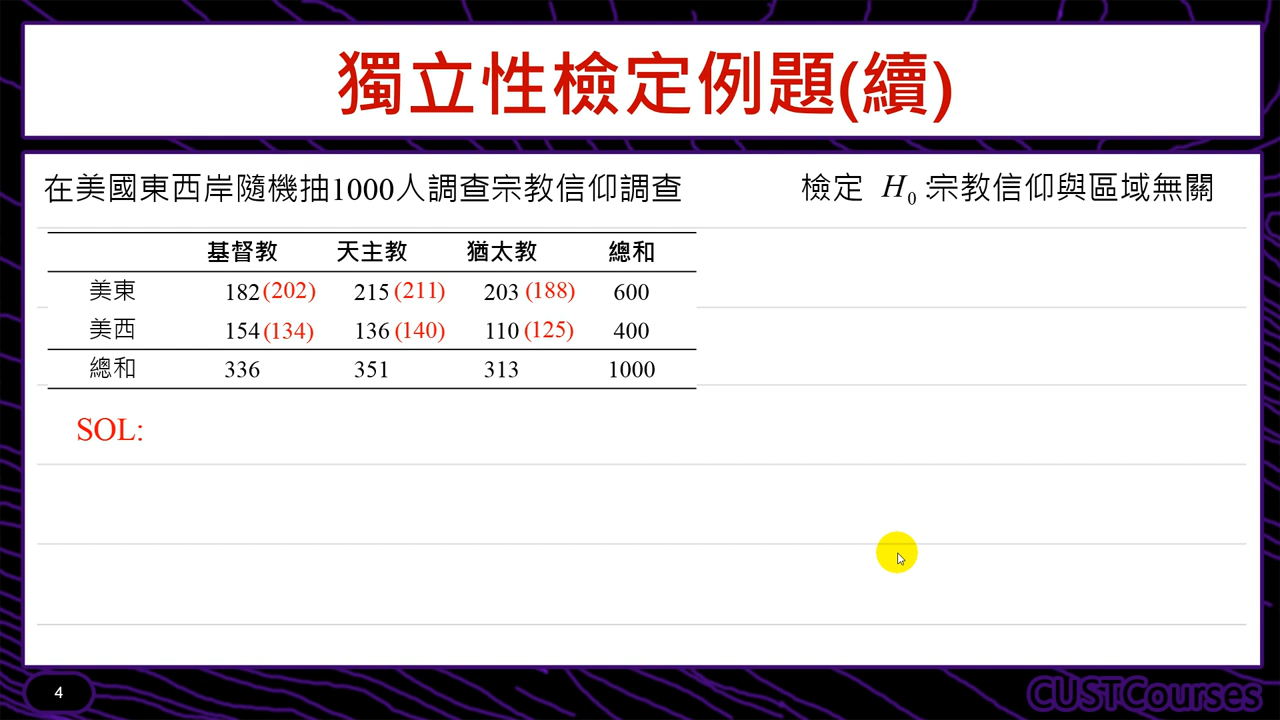 獨立性檢定例題(續)
在美國東西岸隨機抽1000人調查宗教信仰調查 檢定 H0:宗教信仰與區域無關
基督教 天主教 猶太教 總和
美東 182(202) 215(211) 203(188) 600
美西 154(134) 136(140) 110(125) 400
總和 336 351 313 1000
SOL:
4
CUSTCourses